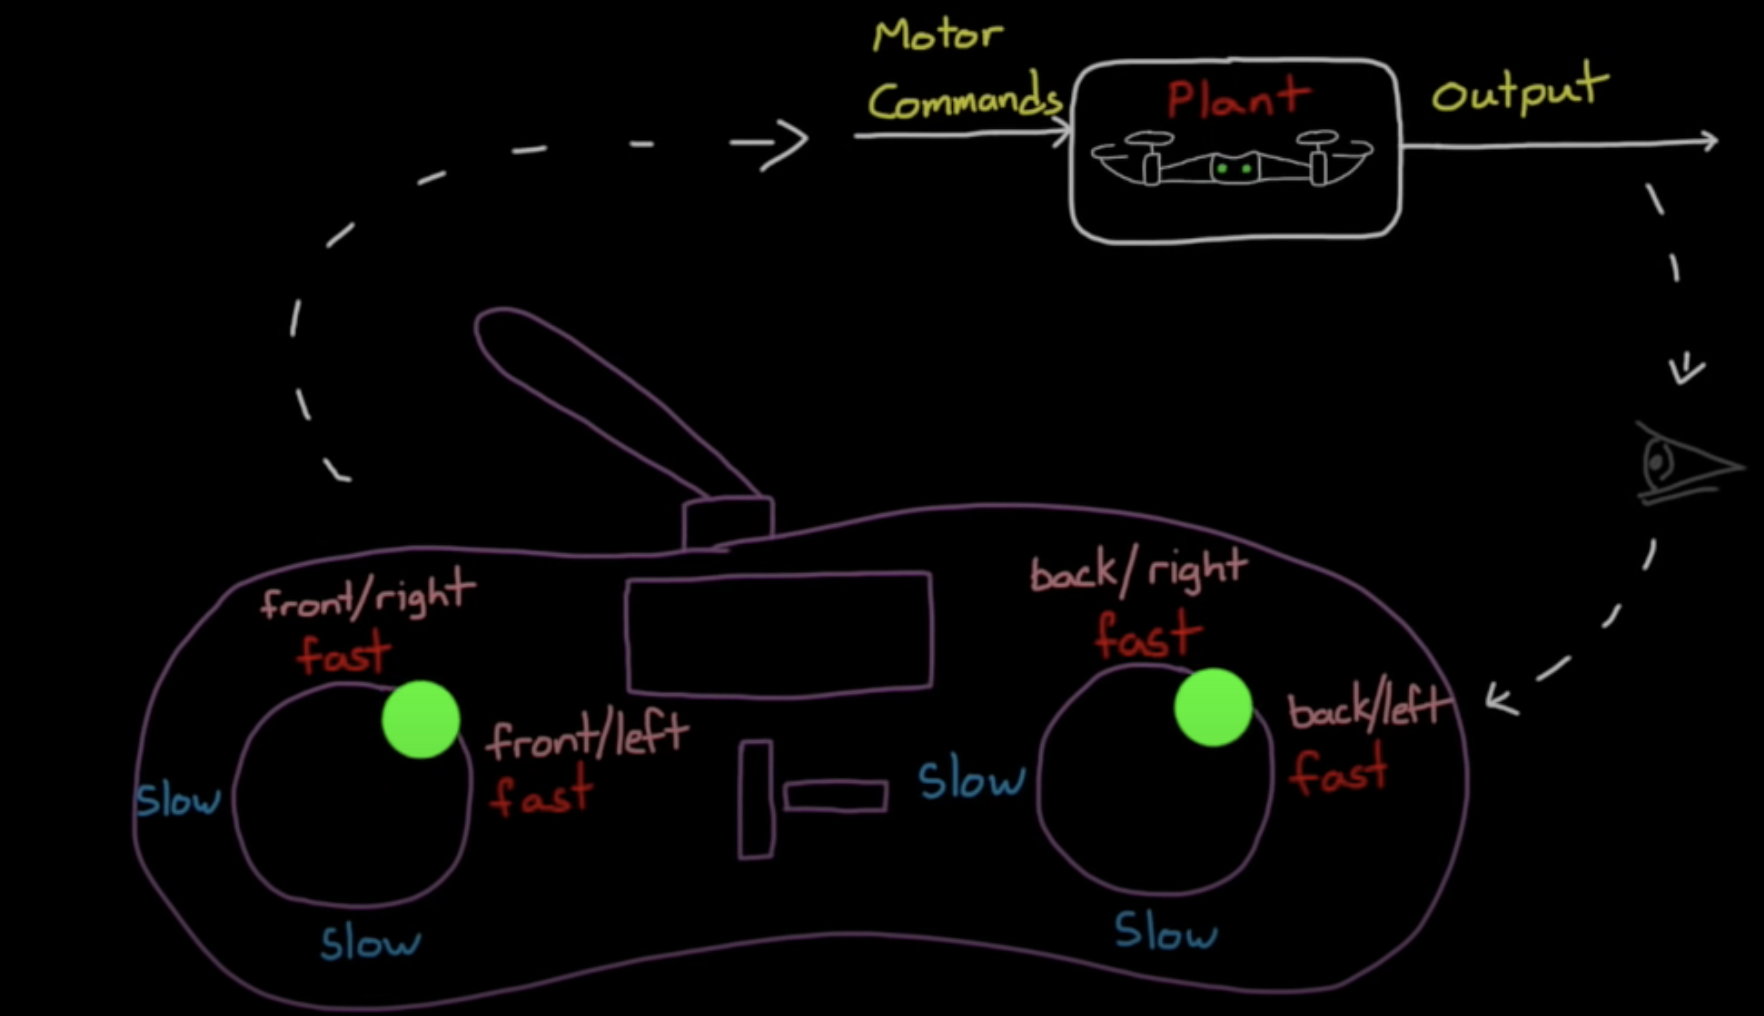 Motor
Commands
Plant
Output
front/right
fast
front/left
fast
Slow
Slow
back/right
fast
back/left
fast
Slow
Slow